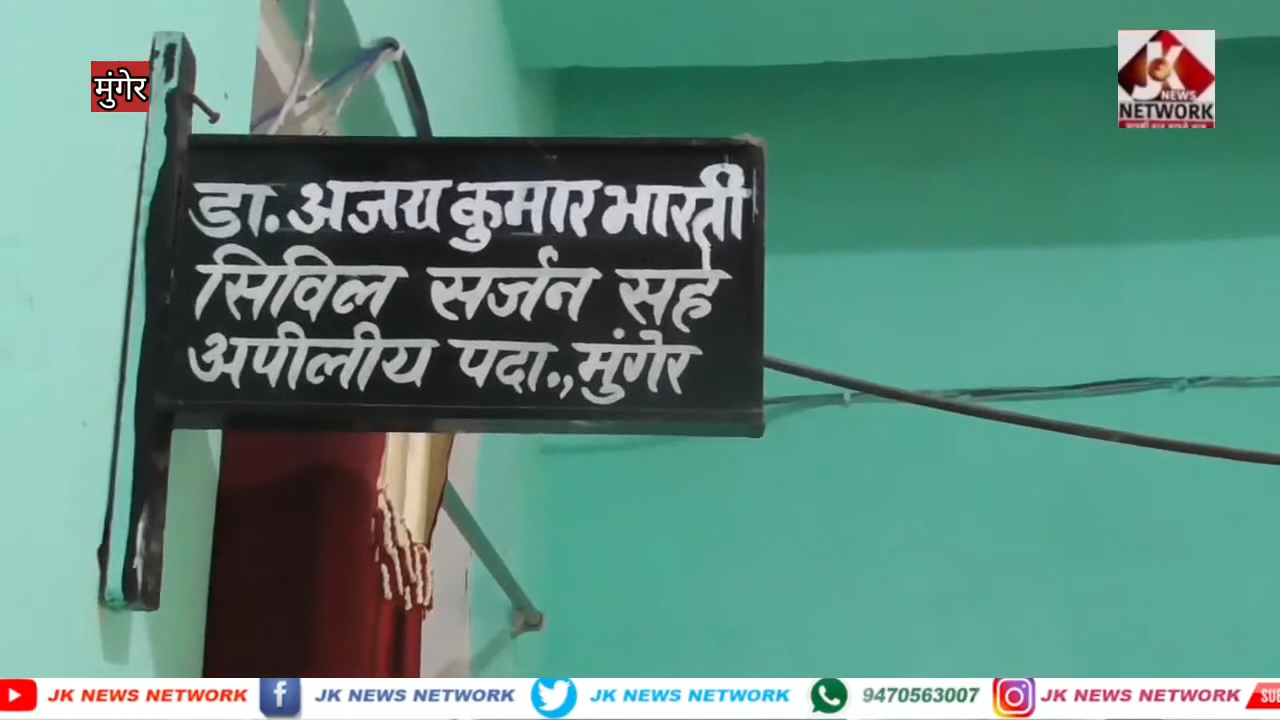 मुंगेर
JK
NEWS
NETWORK
डा. अजय कुमार भारती
सिविल सर्जन सह
अपीलीय पदा.,मुंगेर
JK NEWS NETWORK
JK NEWS NETWORK
JK NEWS NETWORK
9470563007
JK NEWS NETWORK